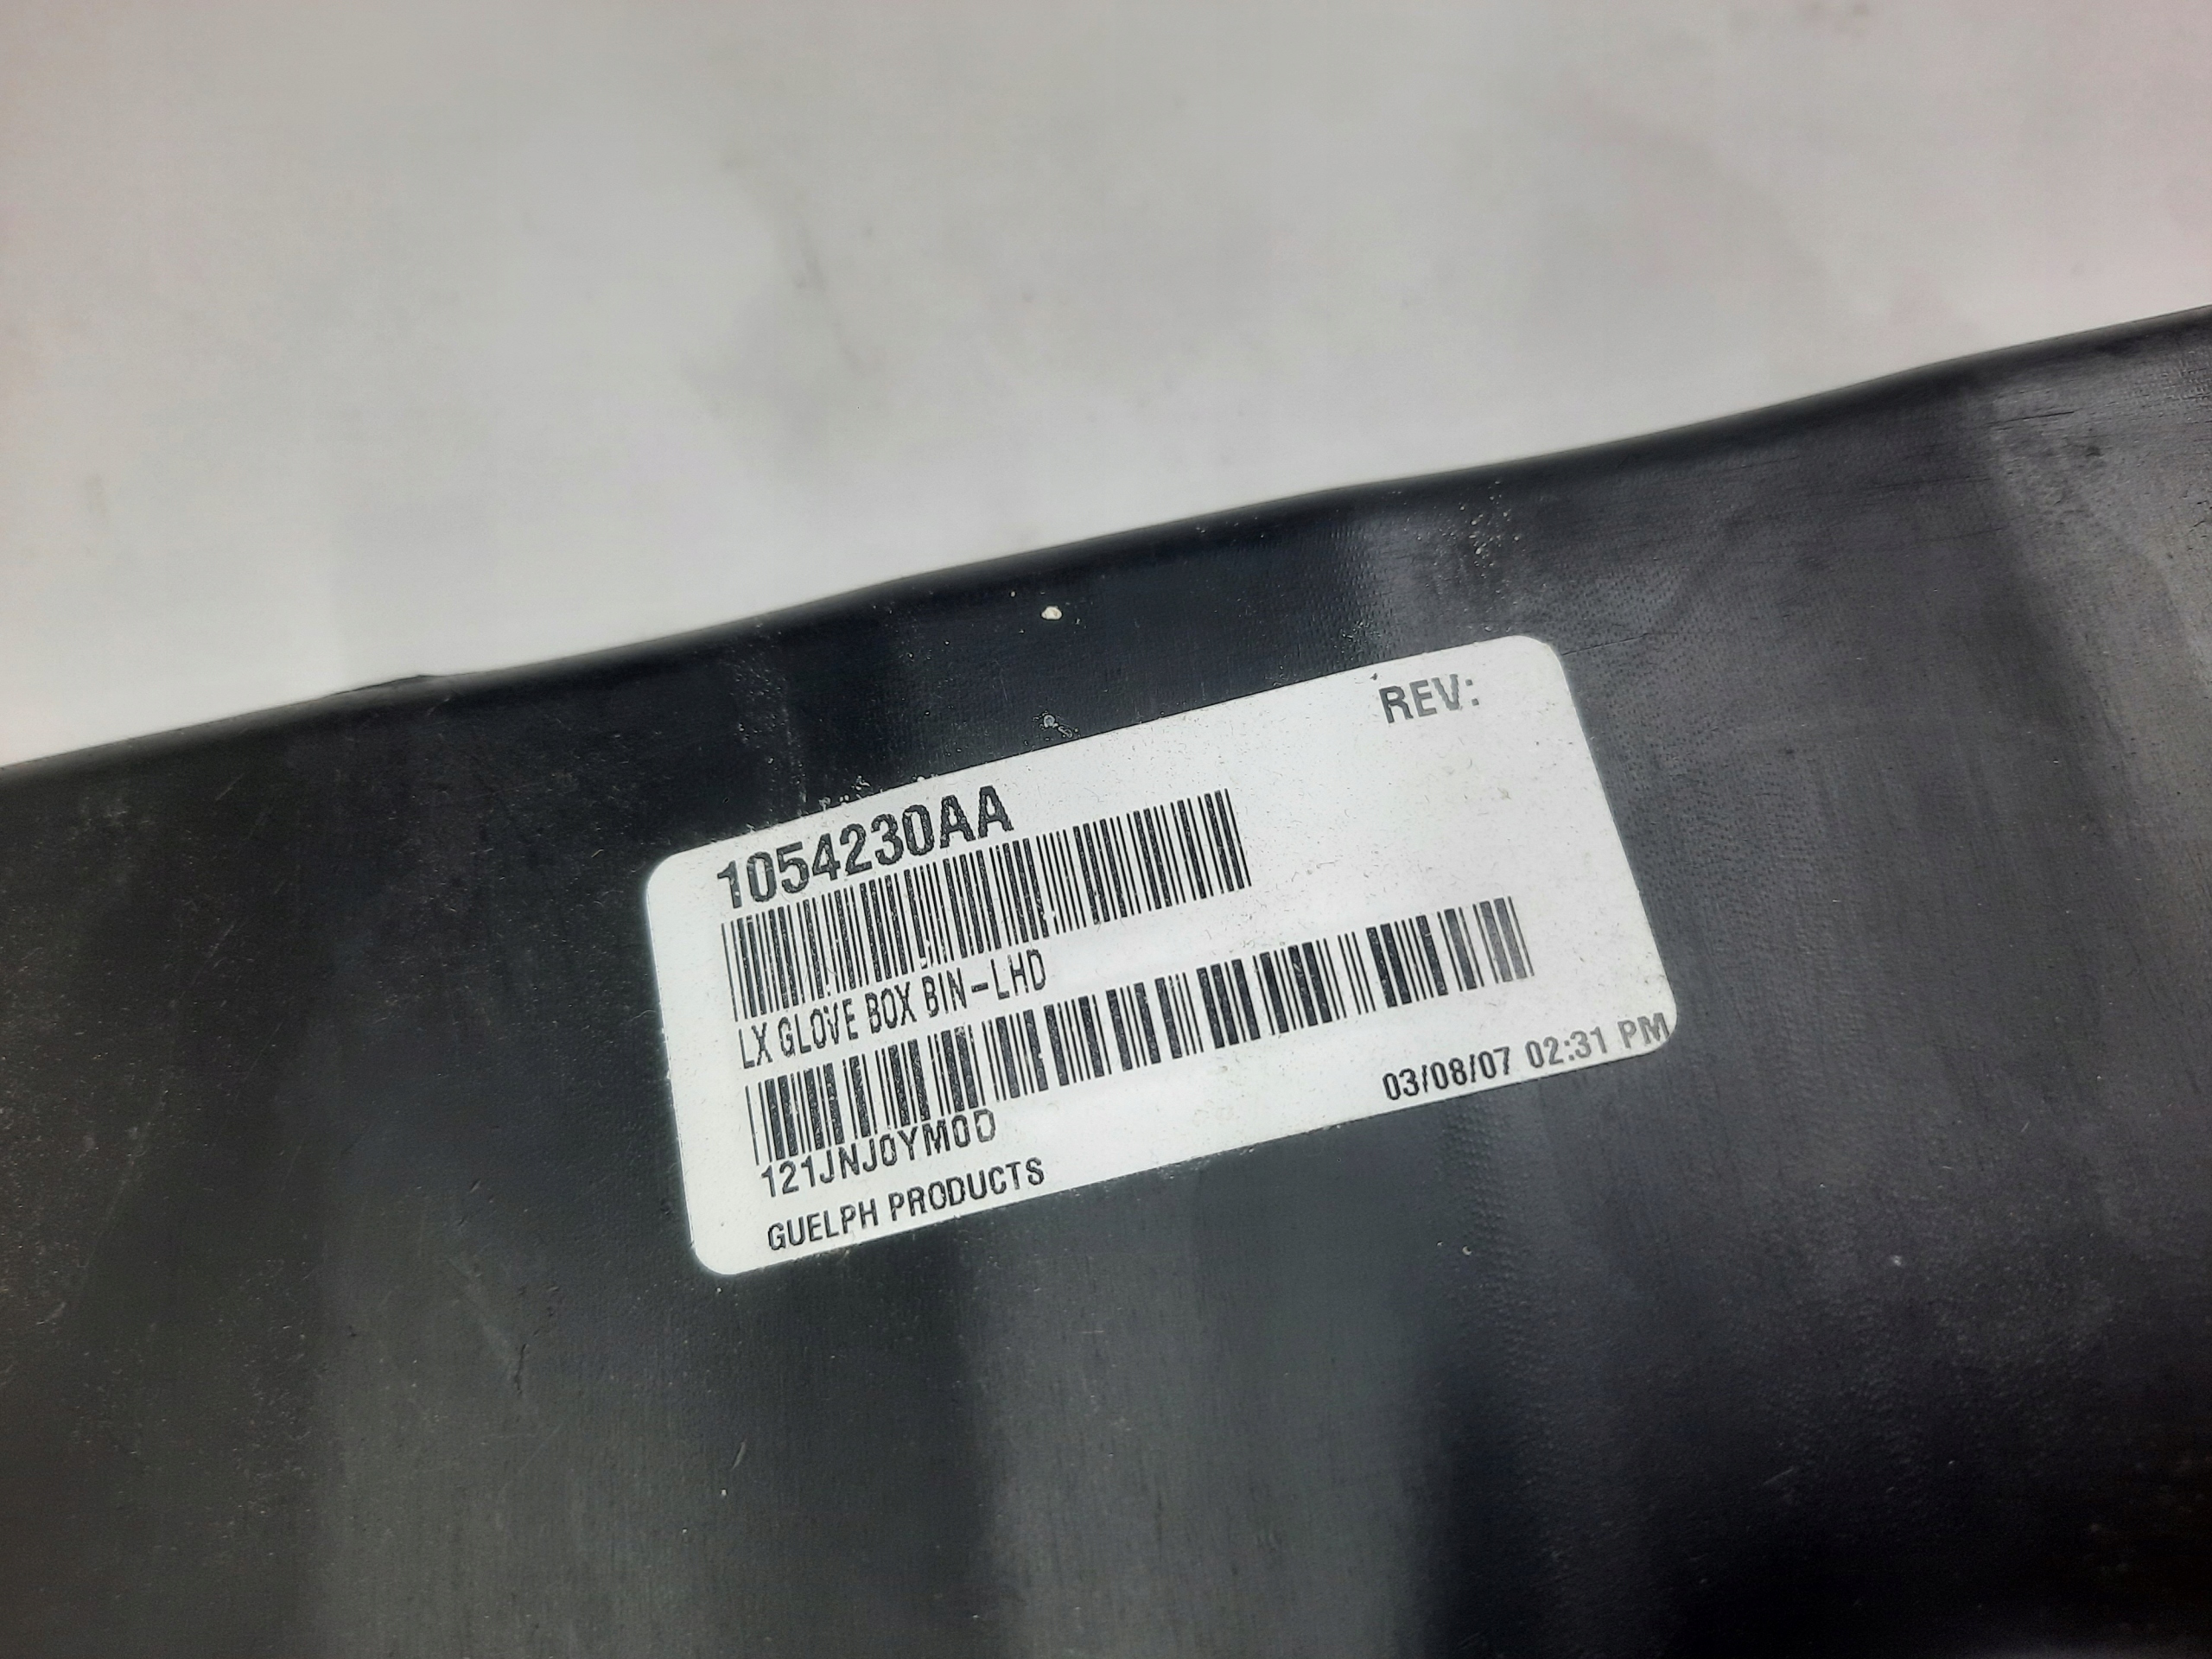 REV:
1054230AA
LX GLOVE BOX BIN-LHD
121JNJ0YM0D
03/08/07 02:31 PM
GUELPH PRODUCTS